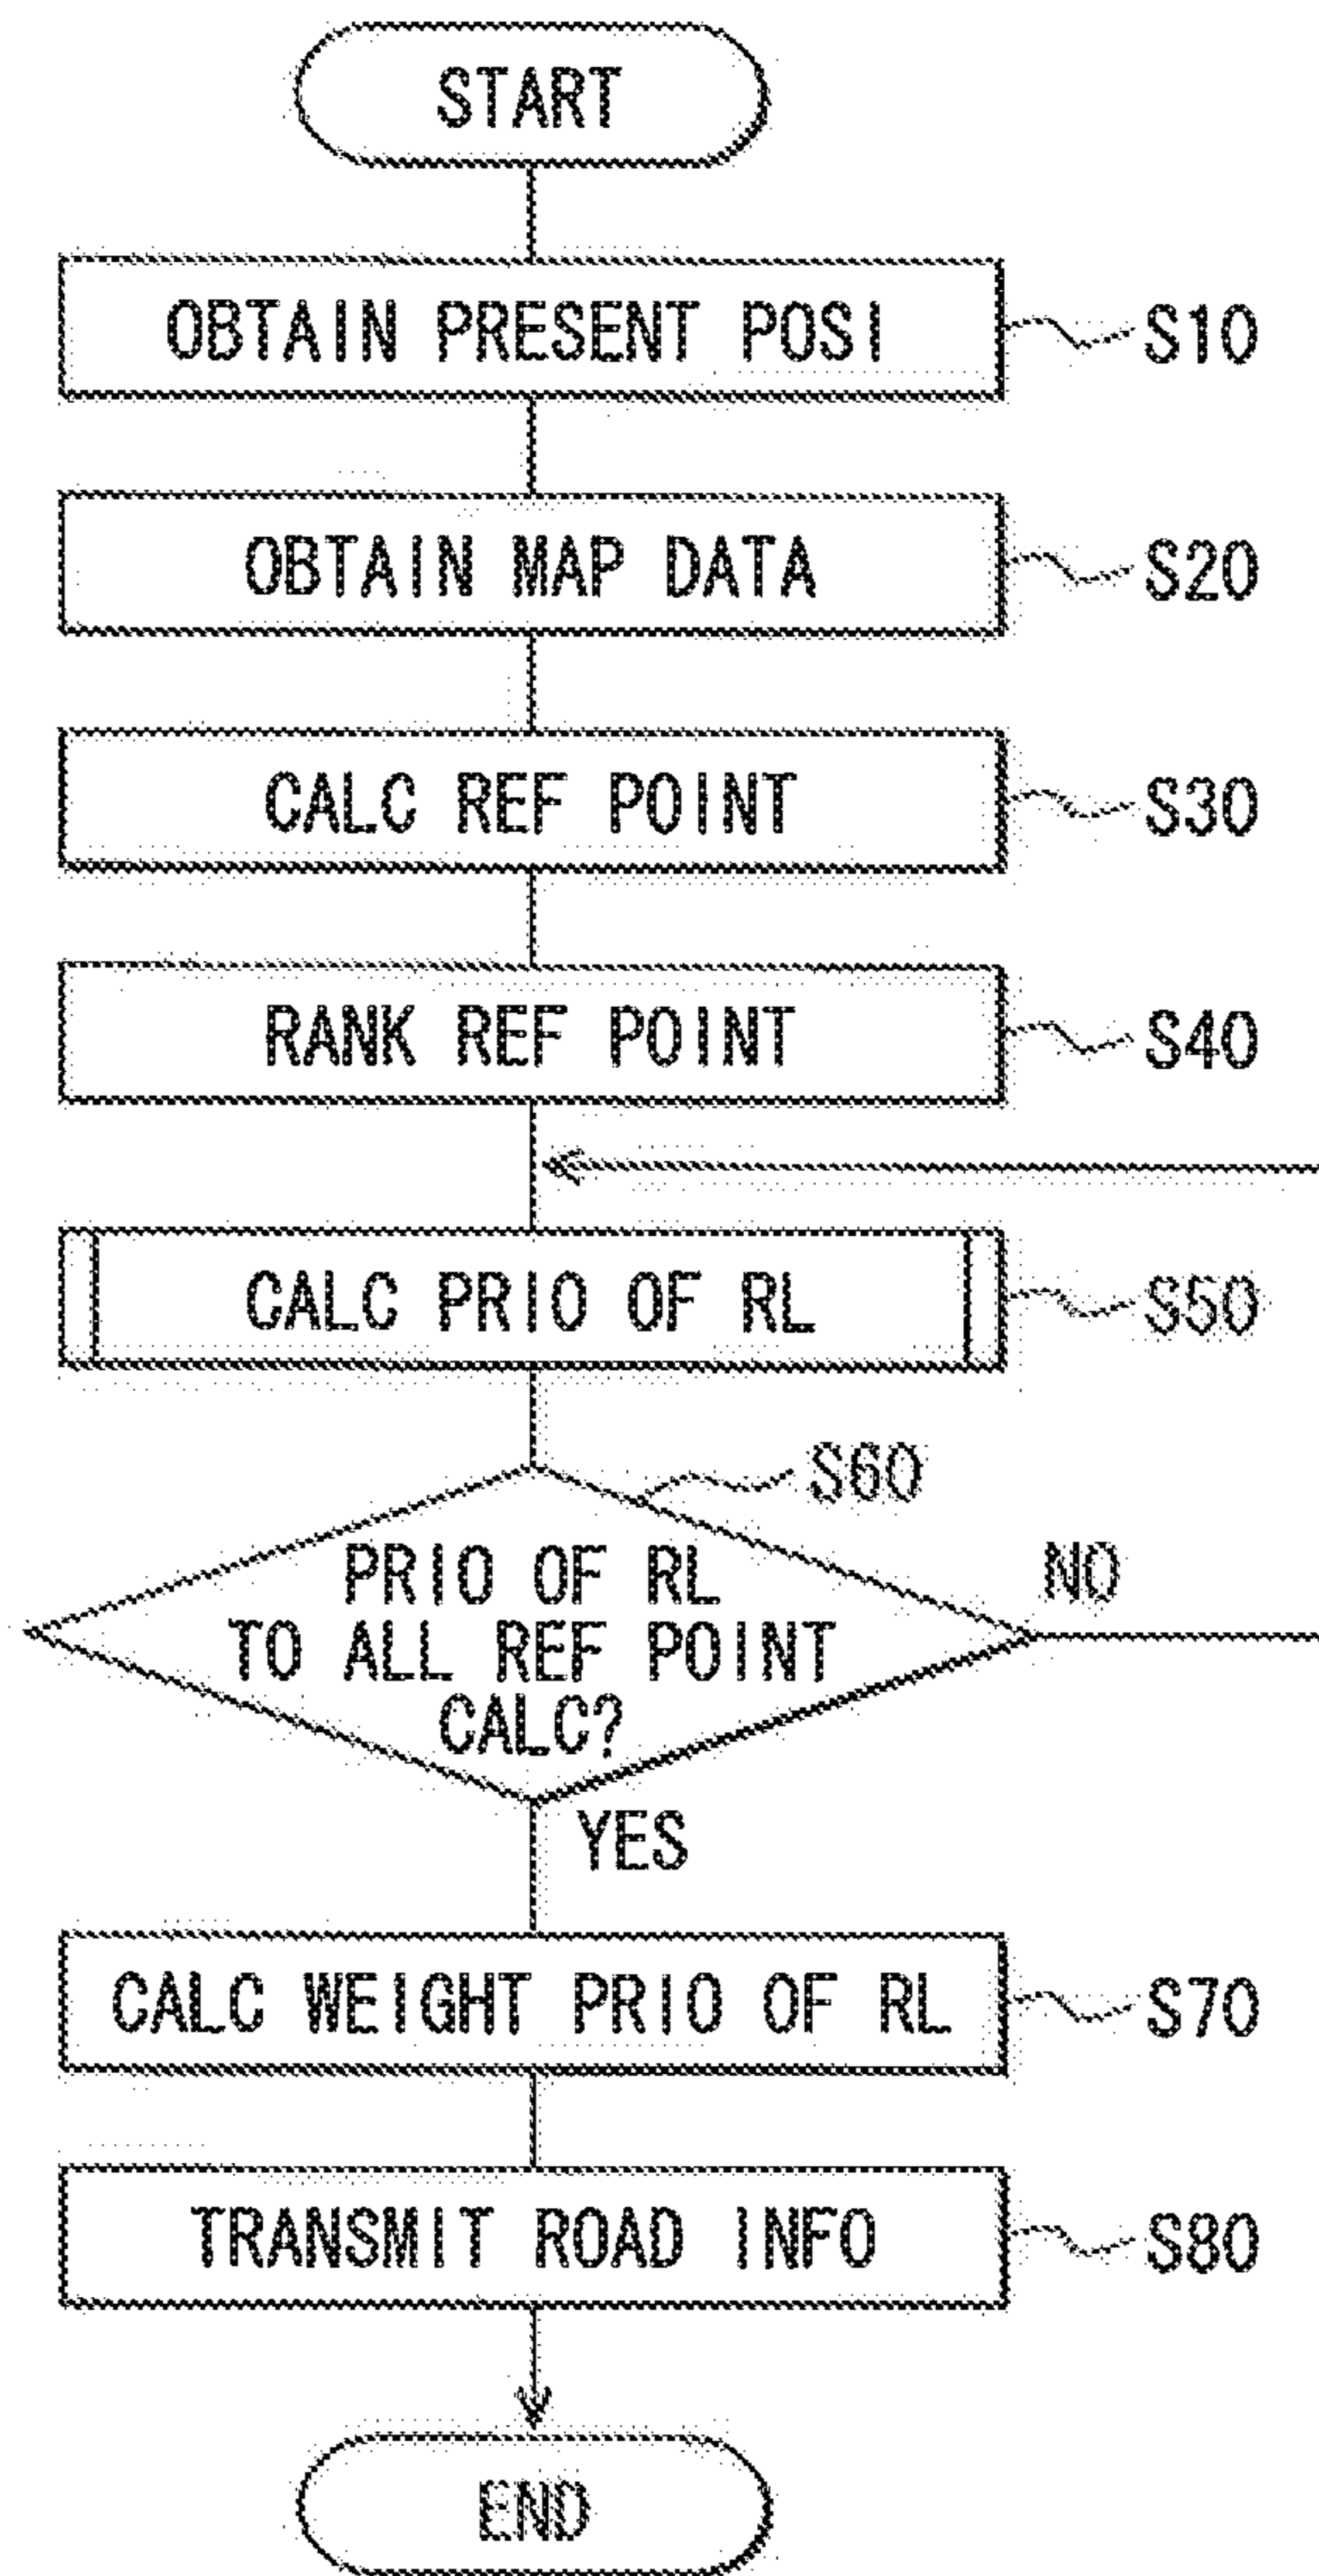 START
OBTAIN PRESENT POSI
S10
OBTAIN MAP DATA
S20
CALC REF POINT
S30
RANK REF POINT
S40
CALC PRIO OF RL
S50
S60
PRIO OF RL
TO ALL REF POINT
CALC?
NO
YES
CALC WEIGHT PRIO OF RL
S70
TRANSMIT ROAD INFO
S80
END